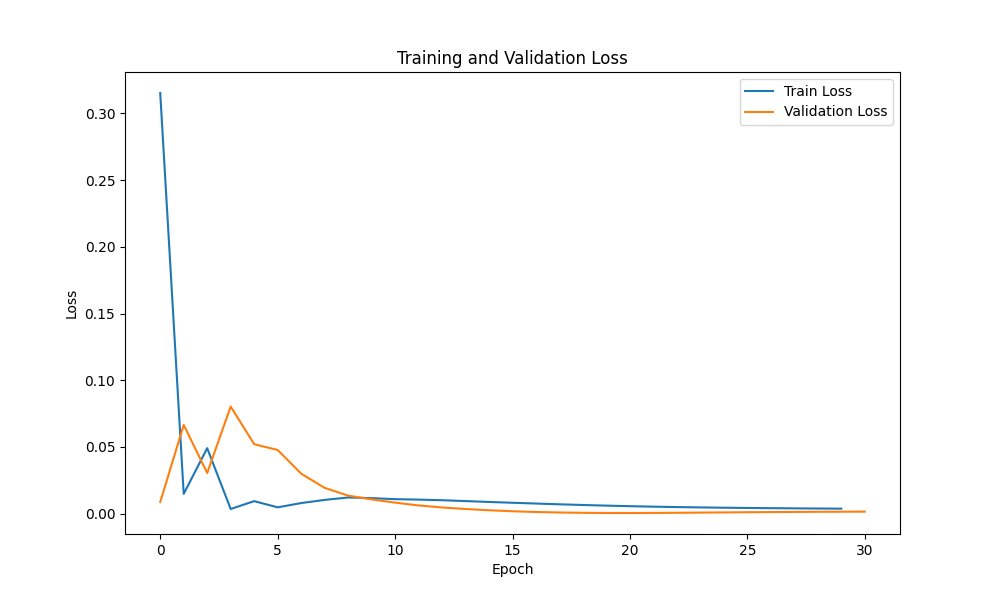 Training and Validation Loss
Train Loss
Validation Loss
0.30
0.25
0.20
0.15
0.10
0.05
0.00
Loss
0 5 10 15 20 25 30
Epoch